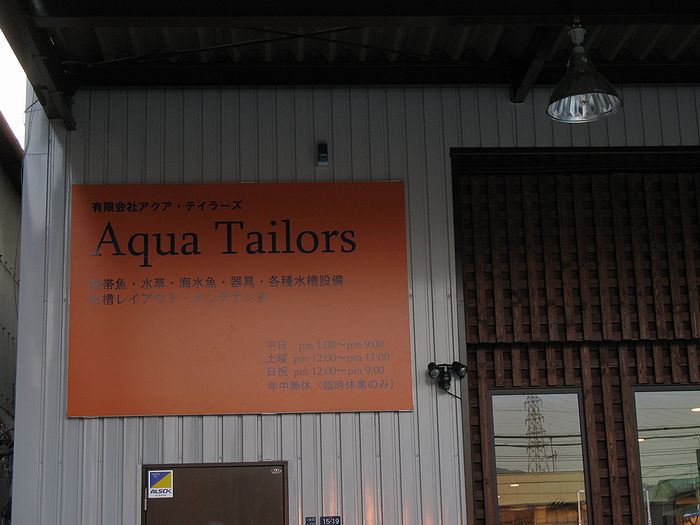 有限会社アクア・テイラーズ
Aqua Tailors
帯魚・水草・海水魚・器具・各種水槽設備
水槽レイアウト・メンテナンス
平日 pm 1:00〜pm 9:00
土曜 pm 12:00〜pm 11:00
日祝 pm 12:00〜pm 9:00
年中無休（臨時休業のみ）
ALSOK
15-19